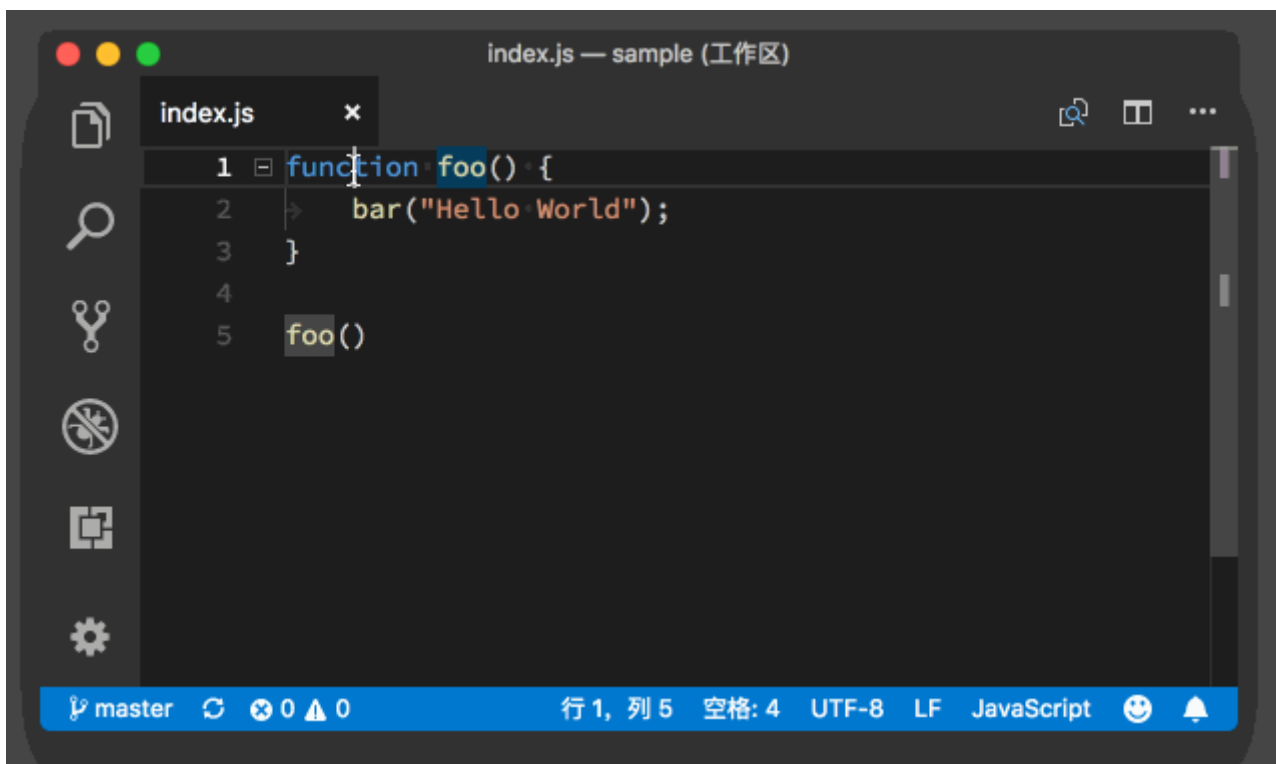 index.js — sample (工作区)
index.js
1 function foo() {
2 bar("Hello World");
3 }
4
5 foo()
master 0 0 行 1, 列 5 空格: 4 UTF-8 LF JavaScript